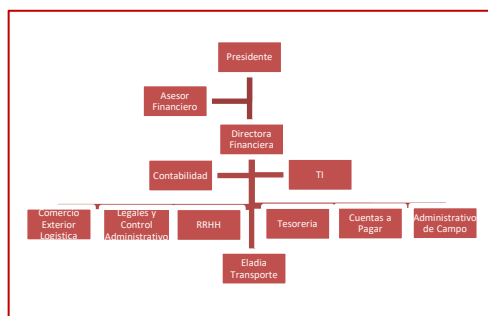 Presidente
Asesor
Financiero
Directora
Financiera
Contabilidad
TI
Comercio
Exterior
Logistica
Legales y
Control
Administrativo
RRHH
Tesoreria
Cuentas a
Pagar
Administrativo
de Campo
Eladia
Transporte